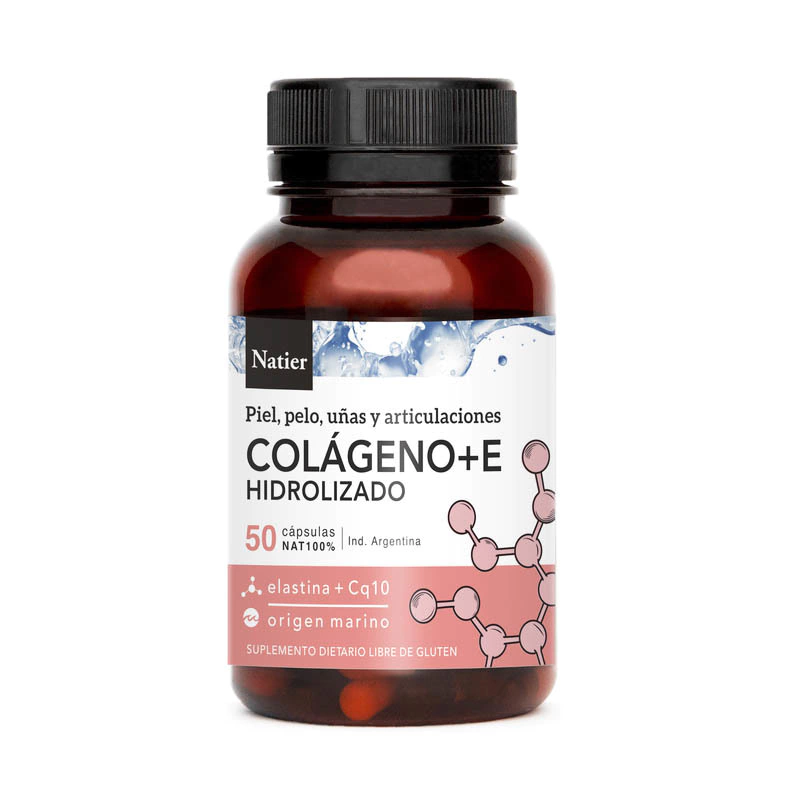 Natier
Piel, pelo, uñas y articulaciones
COLÁGENO+E
HIDROLIZADO
50 cápsulas
NAT100%
Ind. Argentina
elastina + Cq10
origen marino
SUPLEMENTO DIETARIO LIBRE DE GLUTEN